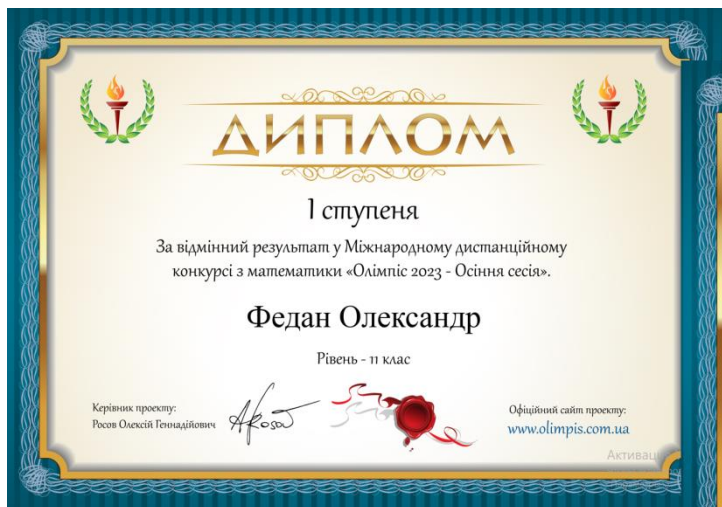 ДИПЛОМ
I ступеня
За відмінний результат у Міжнародному дистанційному
конкурсі з математики «Олімпіс 2023 - Осіння сесія».
Федан Олександр
Рівень - 11 клас
Керівник проекту:
Росов Олексій Геннадійович
Офіційний сайт проекту:
www.olimpis.com.ua